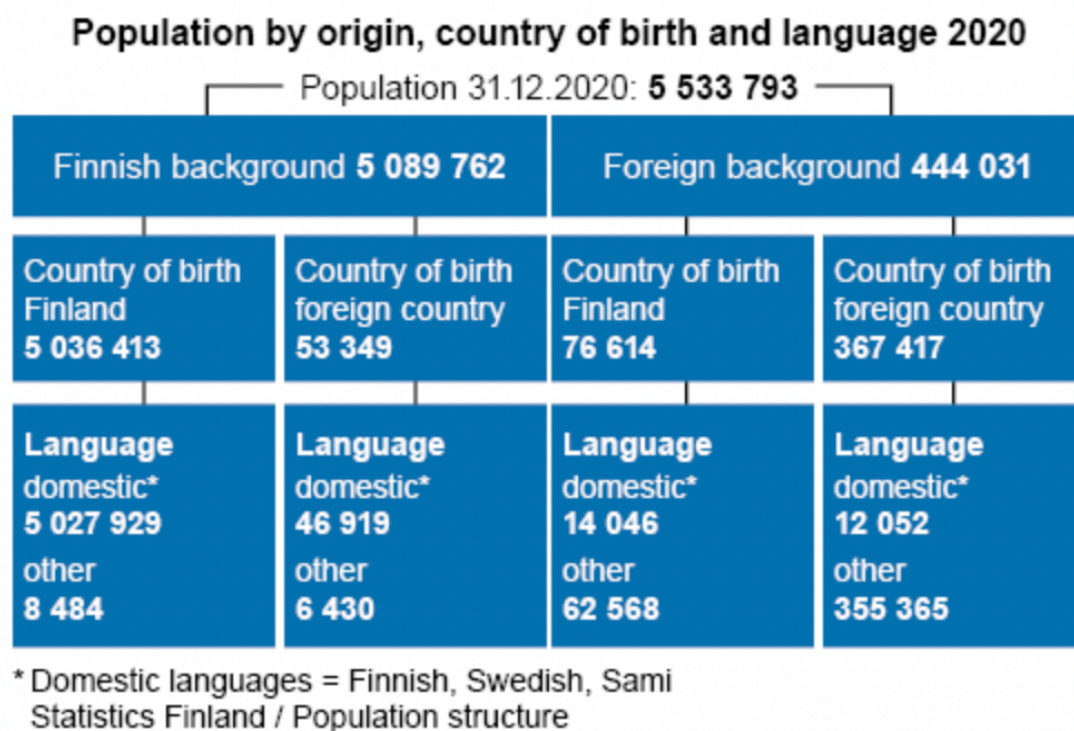 Population by origin, country of birth and language 2020
Population 31.12.2020: 5 533 793
Finnish background 5 089 762
Foreign background 444 031
Country of birth
Finland
5 036 413
Country of birth
foreign country
53 349
Country of birth
Finland
76 614
Country of birth
foreign country
367 417
Language
domestic*
5 027 929
other
8 484
Language
domestic*
46 919
other
6 430
Language
domestic*
14 046
other
62 568
Language
domestic*
12 052
other
355 365
* Domestic languages = Finnish, Swedish, Sami
Statistics Finland / Population structure